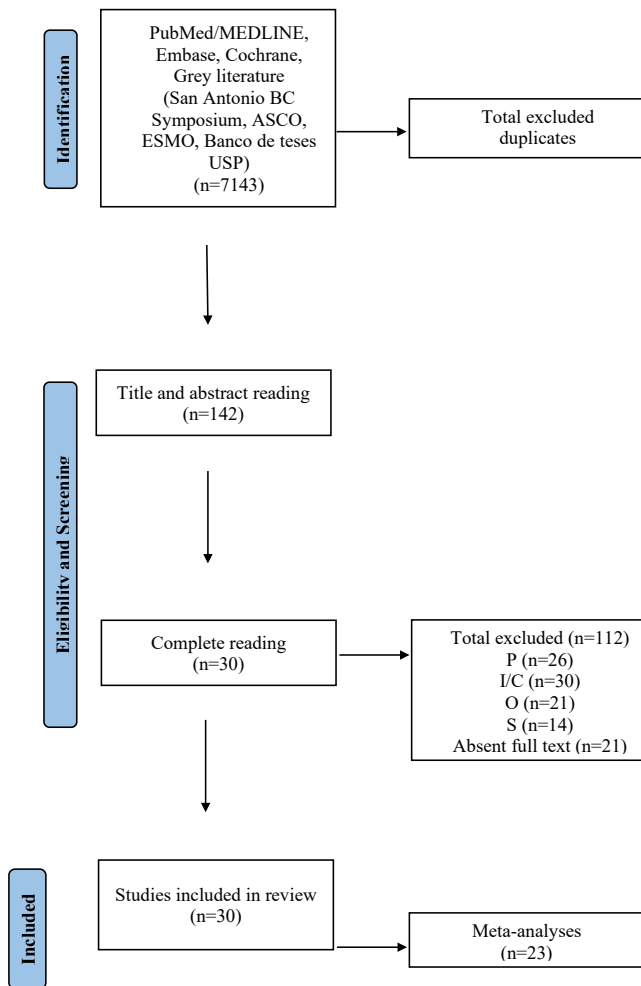 Identification
PubMed/MEDLINE,
Embase, Cochrane,
Grey literature
(San Antonio BC
Symposium, ASCO,
ESMO, Banco de teses
USP)
(n=7143)
Total excluded
duplicates
Eligibility and Screening
Title and abstract reading
(n=142)
Complete reading
(n=30)
Total excluded (n=112)
P (n=26)
I/C (n=30)
O (n=21)
S (n=14)
Absent full text (n=21)
Included
Studies included in review
(n=30)
Meta-analyses
(n=23)